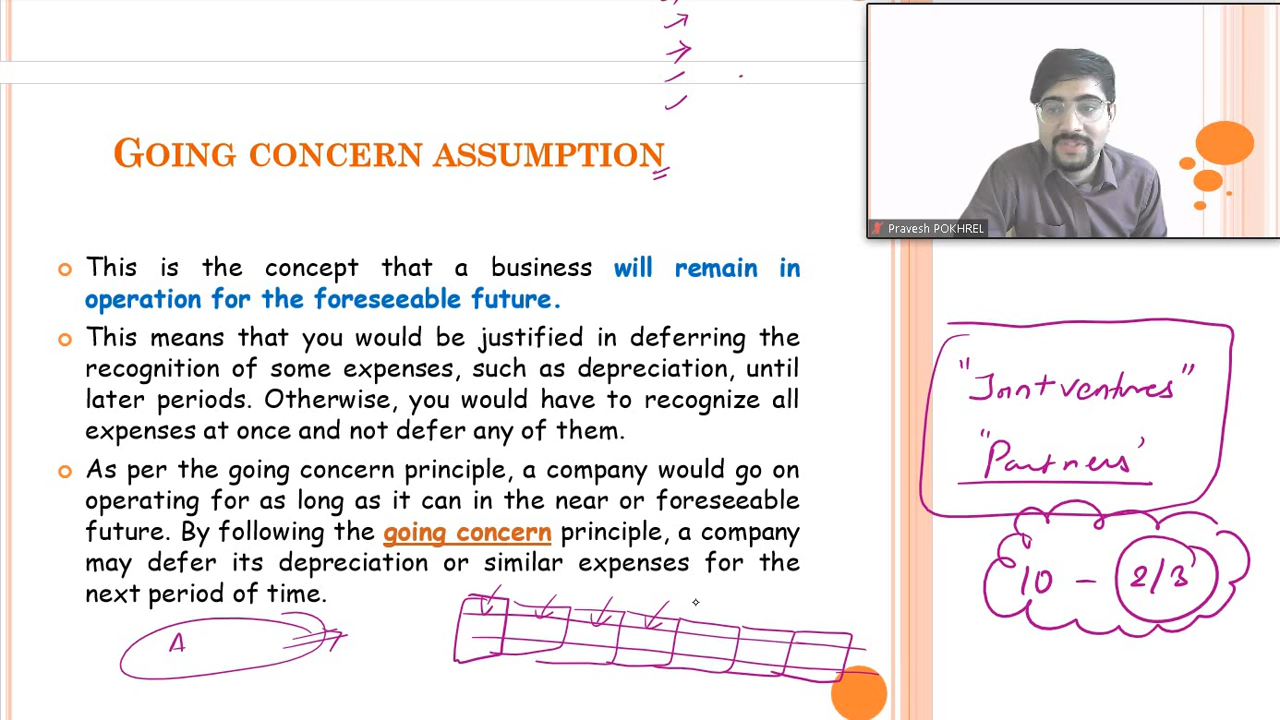 GOING CONCERN ASSUMPTION
This is the concept that a business will remain in
operation for the foreseeable future.
This means that you would be justified in deferring the
recognition of some expenses, such as depreciation, until
later periods. Otherwise, you would have to recognize all
expenses at once and not defer any of them.
As per the going concern principle, a company would go on
operating for as long as it can in the near or foreseeable
future. By following the going concern principle, a company
may defer its depreciation or similar expenses for the
next period of time.
A
Pravesh POKHREL
"Joint ventures"
"Partners'
10 - 2/3